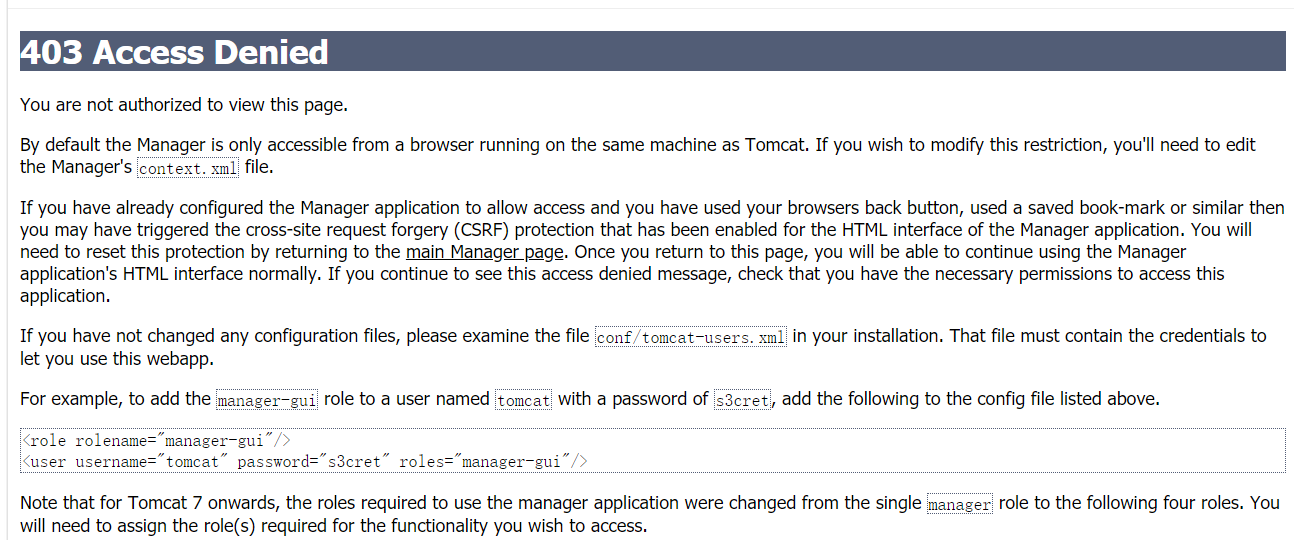 403 Access Denied
You are not authorized to view this page.
By default the Manager is only accessible from a browser running on the same machine as Tomcat. If you wish to modify this restriction, you'll need to edit
the Manager's context.xml file.
If you have already configured the Manager application to allow access and you have used your browsers back button, used a saved book-mark or similar then
you may have triggered the cross-site request forgery (CSRF) protection that has been enabled for the HTML interface of the Manager application. You will
need to reset this protection by returning to the main Manager page. Once you return to this page, you will be able to continue using the Manager
application's HTML interface normally. If you continue to see this access denied message, check that you have the necessary permissions to access this
application.
If you have not changed any configuration files, please examine the file conf/tomcat-users.xml in your installation. That file must contain the credentials to
let you use this webapp.
For example, to add the manager-gui role to a user named tomcat with a password of s3cret, add the following to the config file listed above.
<role rolename="manager-gui"/>
<user username="tomcat" password="s3cret" roles="manager-gui"/>
Note that for Tomcat 7 onwards, the roles required to use the manager application were changed from the single manager role to the following four roles. You
will need to assign the role(s) required for the functionality you wish to access.